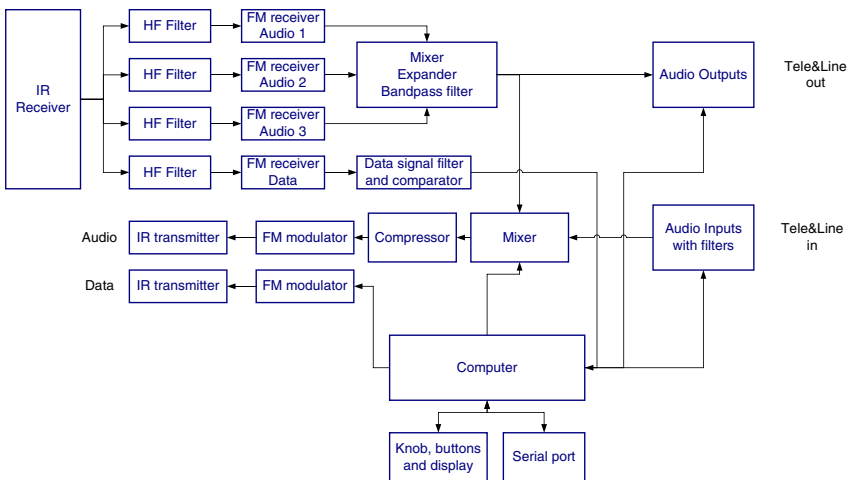 IR
Receiver
HF Filter
FM receiver
Audio 1
HF Filter
FM receiver
Audio 2
HF Filter
FM receiver
Audio 3
HF Filter
FM receiver
Data
Data signal filter
and comparator
Mixer
Expander
Bandpass filter
Audio Outputs
Tele&Line
out
Audio
IR transmitter
FM modulator
Compressor
Mixer
Audio Inputs
with filters
Tele&Line
in
Data
IR transmitter
FM modulator
Computer
Knob, buttons
and display
Serial port